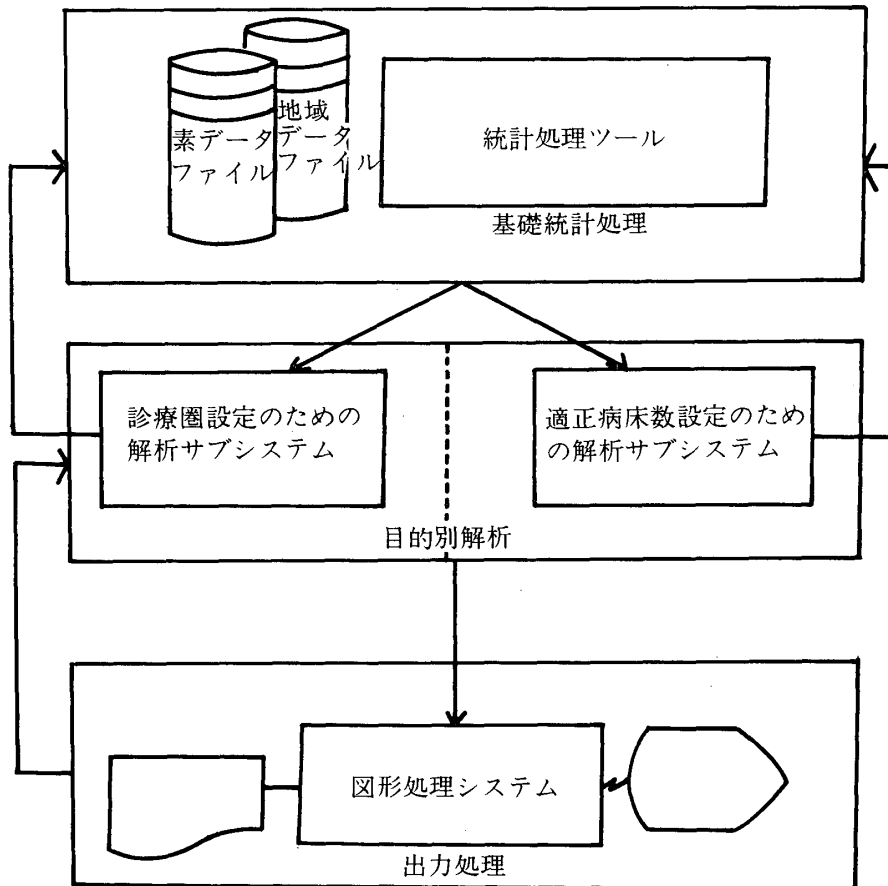 素データ
ファイル
地域
データ
ファイル
統計処理ツール
基礎統計処理
診療圏設定のための
解析サブシステム
適正病床数設定のため
の解析サブシステム
目的別解析
図形処理システム
出力処理